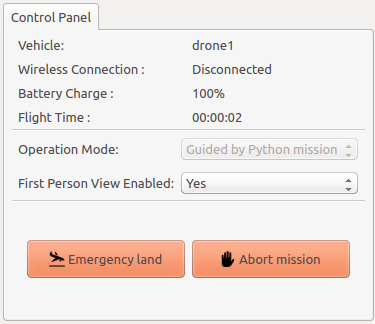 Control Panel
Vehicle: drone1
Wireless Connection : Disconnected
Battery Charge : 100%
Flight Time : 00:00:02
Operation Mode: Guided by Python mission
First Person View Enabled: Yes
Emergency land Abort mission